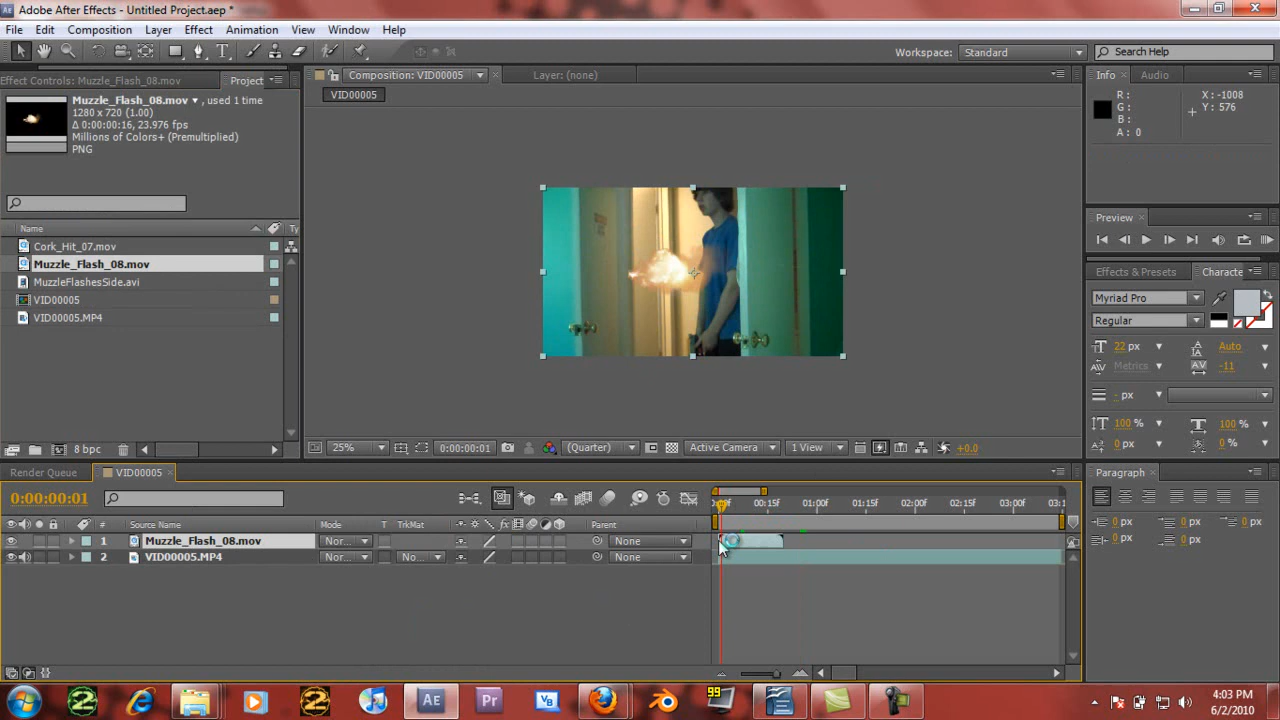 Adobe After Effects - Untitled Project.aep *
File Edit Composition Layer Effect Animation View Window Help
Workspace: Standard
Search Help
Effect Controls: Muzzle_Flash_08.mov
Project
Muzzle_Flash_08.mov ▼, used 1 time
1280 x 720 (1.00)
Δ 0:00:00:16, 23.976 fps
Millions of Colors+ (Premultiplied)
PNG
Name Ty
Cork_Hit_07.mov
Muzzle_Flash_08.mov
MuzzleFlashesSide.avi
VID00005
VID00005.MP4
8 bpc
Composition: VID00005
Layer: (none)
VID00005
25%
0:00:00:01
(Quarter)
Active Camera
1 View
+0.0
Info
Audio
R :
G :
B :
A : 0
X : -1008
Y : 576
Preview
Effects & Presets
Characte
Myriad Pro
Regular
22 px
Auto
Metrics
-11
- px
100 %
100 %
0 px
0 %
Paragraph
0 px
0 px
0 px
0 px
0 px
Render Queue
VID00005
0:00:00:01
# Source Name Mode T TrkMat Parent
1 Muzzle_Flash_08.mov Nor... None
2 VID00005.MP4 Nor... No... None
00:15f 01:00f 01:15f 02:00f 02:15f 03:00f 03:1
Ae
Pr
VB
2
99
4:03 PM
6/2/2010